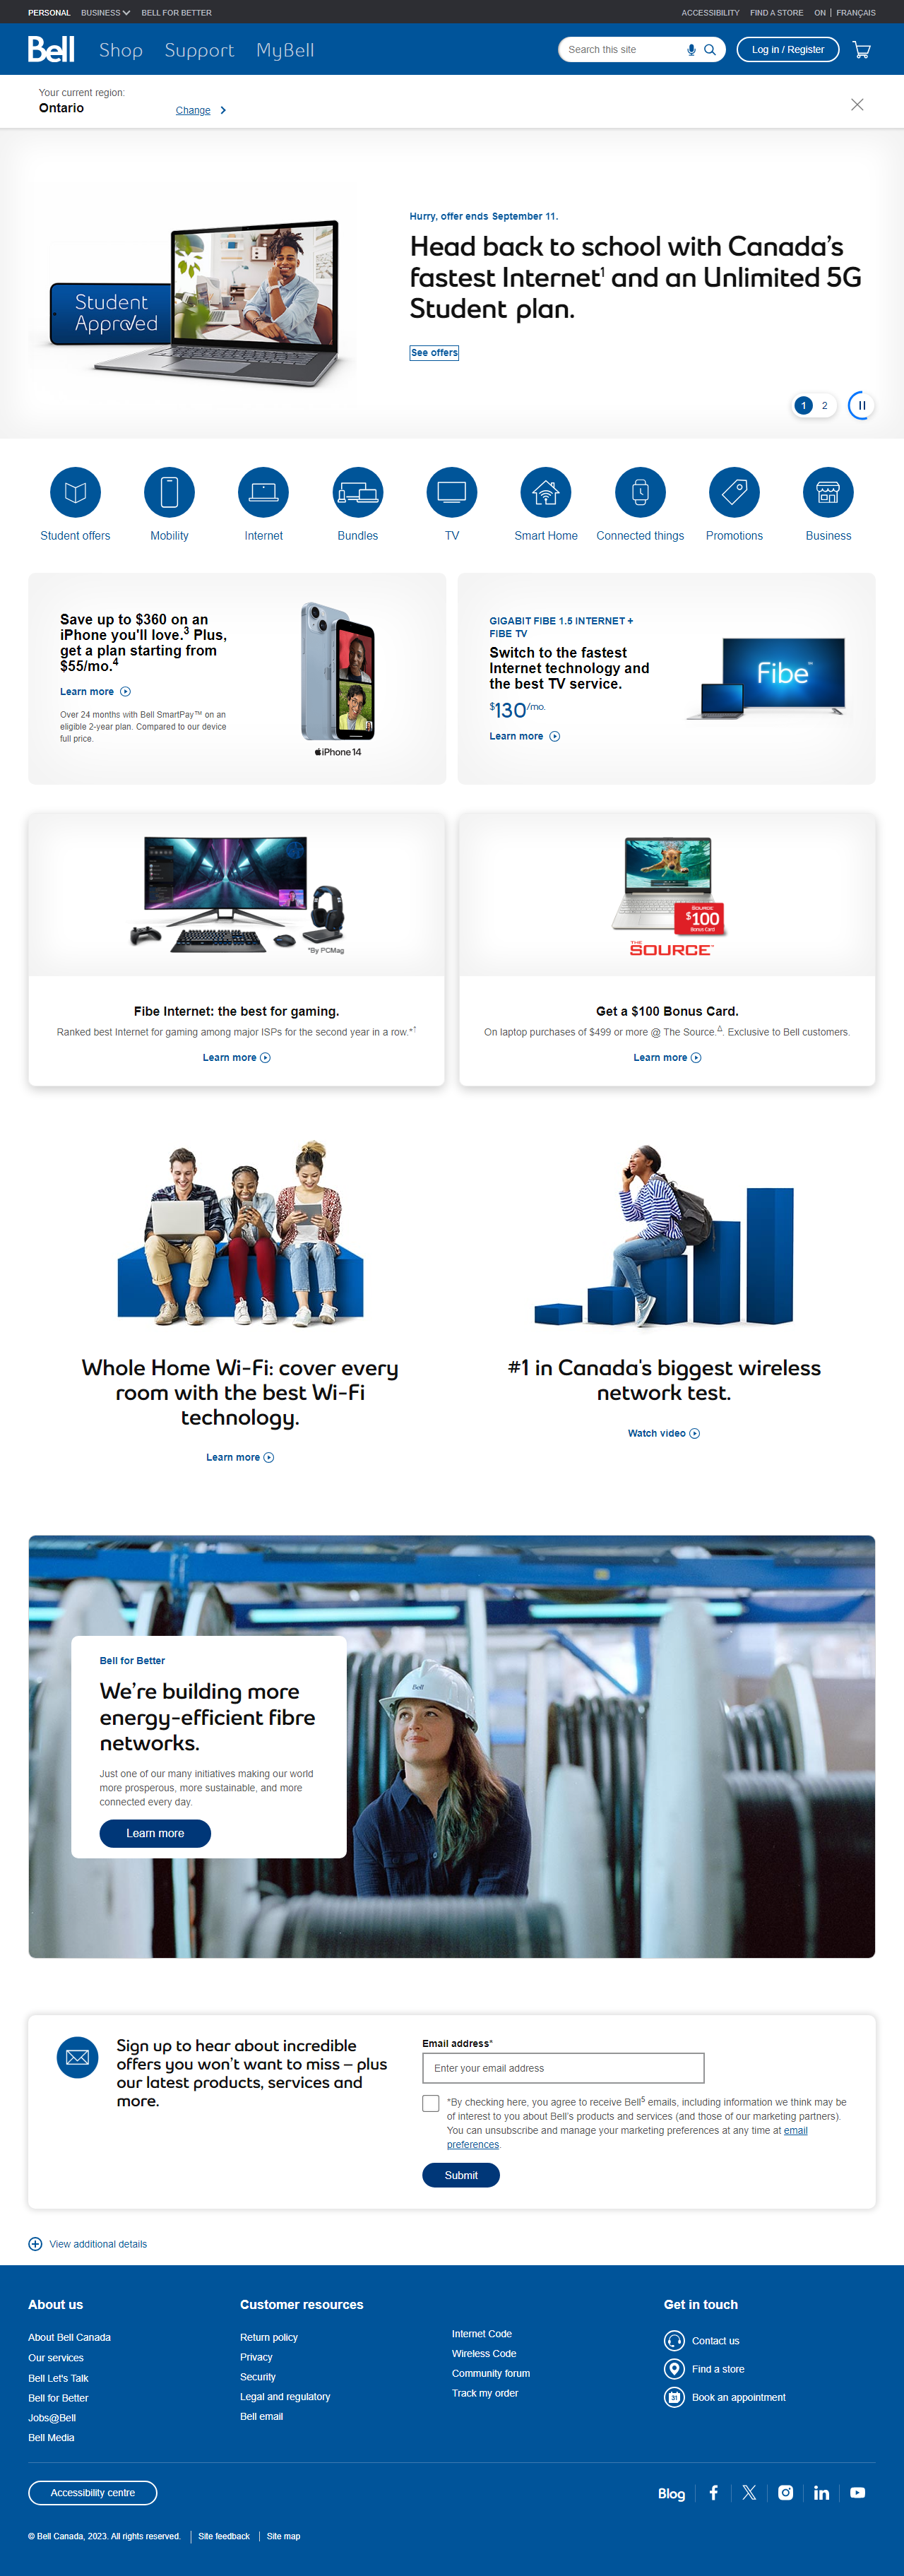 PERSONAL BUSINESS BELL FOR BETTER ACCESSIBILITY FIND A STORE ON | FRANÇAIS
Bell Shop Support MyBell Search this site Log in / Register
Your current region:
Ontario Change
Hurry, offer ends September 11.
Head back to school with Canada's
fastest Internet¹ and an Unlimited 5G
Student plan.
See offers
Student
Approved
1 2
Student offers Mobility Internet Bundles TV Smart Home Connected things Promotions Business
Save up to $360 on an
iPhone you'll love.³ Plus,
get a plan starting from
$55/mo.⁴
Learn more
Over 24 months with Bell SmartPay™ on an
eligible 2-year plan. Compared to our device
full price.
iPhone 14
GIGABIT FIBE 1.5 INTERNET +
FIBE TV
Switch to the fastest
Internet technology and
the best TV service.
$130/mo.
Learn more
Fibe™
*By PCMag
Fibe Internet: the best for gaming.
Ranked best Internet for gaming among major ISPs for the second year in a row.*†
Learn more
SOURCE
$100
Bonus Card
THE
SOURCE™
Get a $100 Bonus Card.
On laptop purchases of $499 or more @ The Source.△. Exclusive to Bell customers.
Learn more
Whole Home Wi-Fi: cover every
room with the best Wi-Fi
technology.
Learn more
#1 in Canada's biggest wireless
network test.
Watch video
Bell
Bell for Better
We're building more
energy-efficient fibre
networks.
Just one of our many initiatives making our world
more prosperous, more sustainable, and more
connected every day.
Learn more
Sign up to hear about incredible
offers you won't want to miss – plus
our latest products, services and
more.
Email address*
Enter your email address
*By checking here, you agree to receive Bell⁵ emails, including information we think may be
of interest to you about Bell's products and services (and those of our marketing partners).
You can unsubscribe and manage your marketing preferences at any time at email
preferences.
Submit
View additional details
About us
About Bell Canada
Our services
Bell Let's Talk
Bell for Better
Jobs@Bell
Bell Media
Customer resources
Return policy
Privacy
Security
Legal and regulatory
Bell email
Internet Code
Wireless Code
Community forum
Track my order
Get in touch
Contact us
Find a store
Book an appointment
Accessibility centre
Blog
© Bell Canada, 2023. All rights reserved. Site feedback Site map